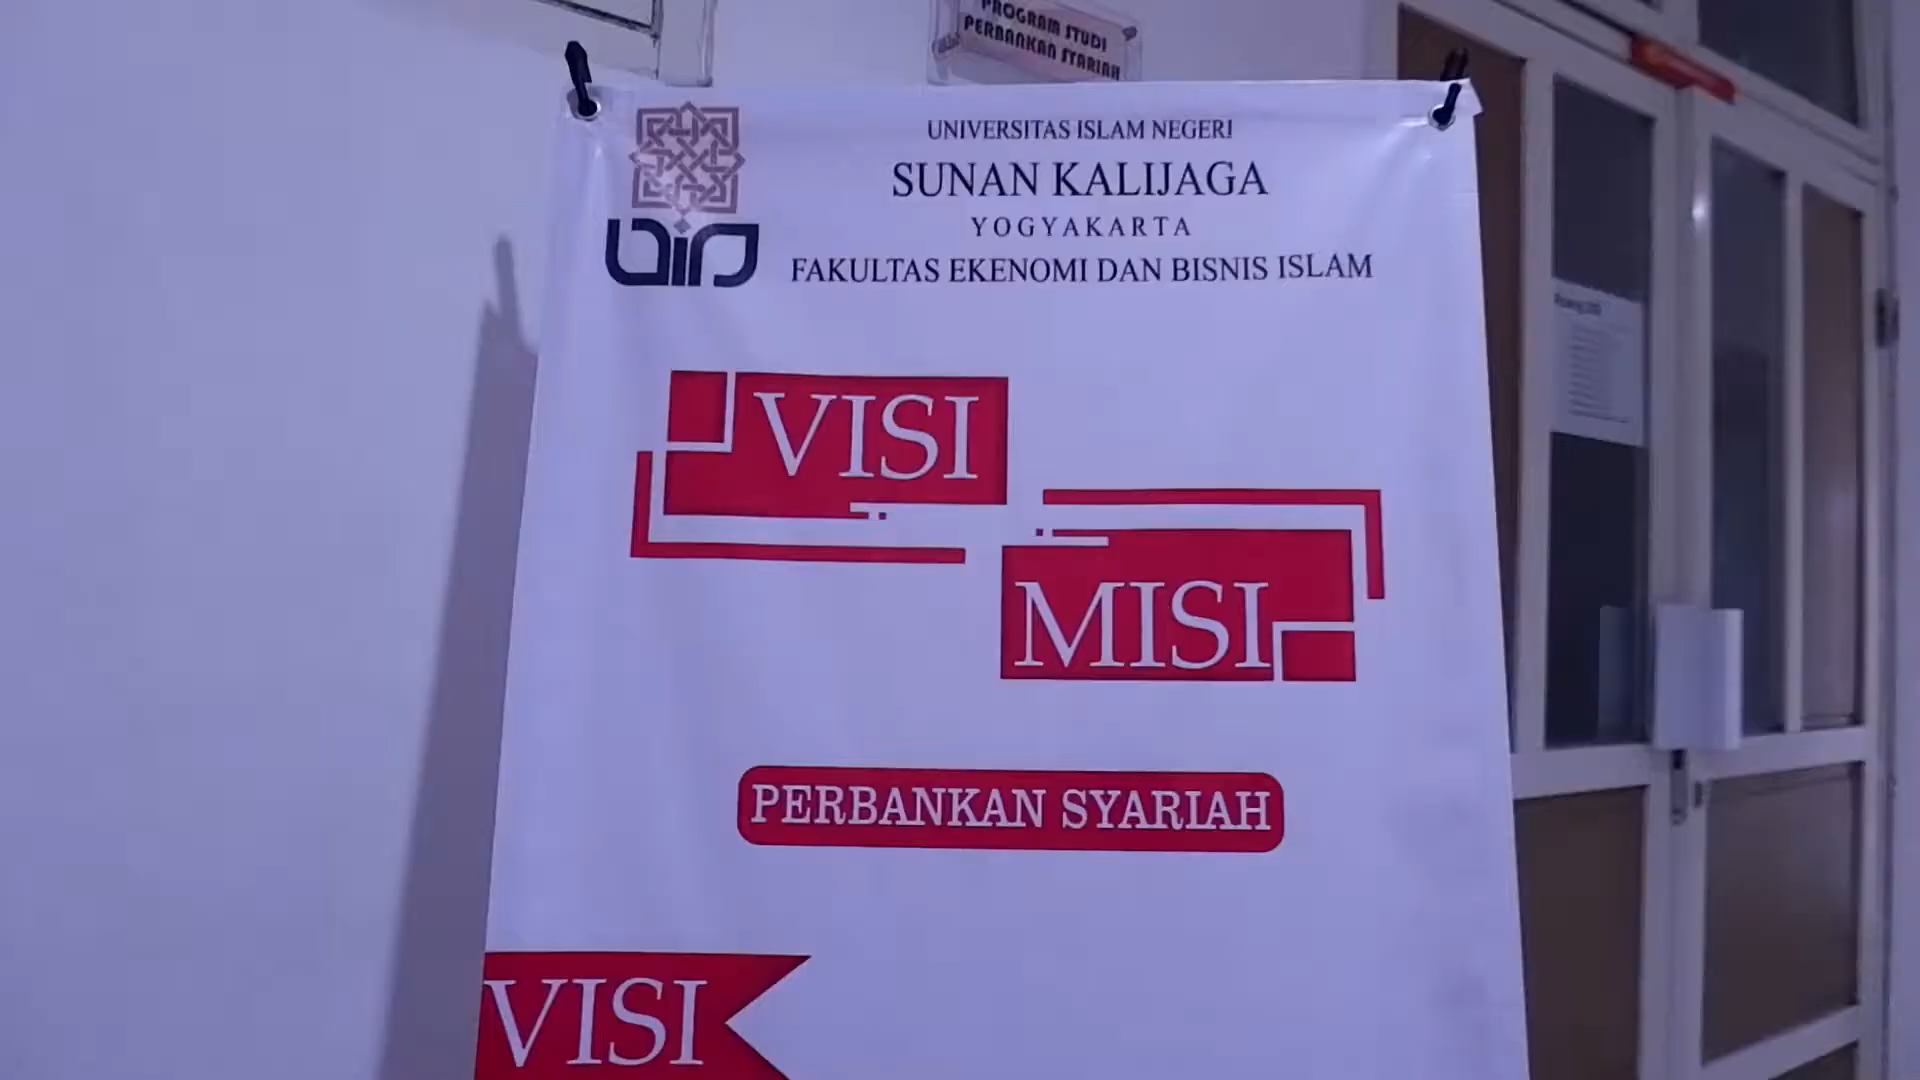 PROGRAM STUDI
PERBANKAN SYARIAH
UNIVERSITAS ISLAM NEGERI
SUNAN KALIJAGA
YOGYAKARTA
FAKULTAS EKENOMI DAN BISNIS ISLAM
uin
VISI
MISI
PERBANKAN SYARIAH
VISI